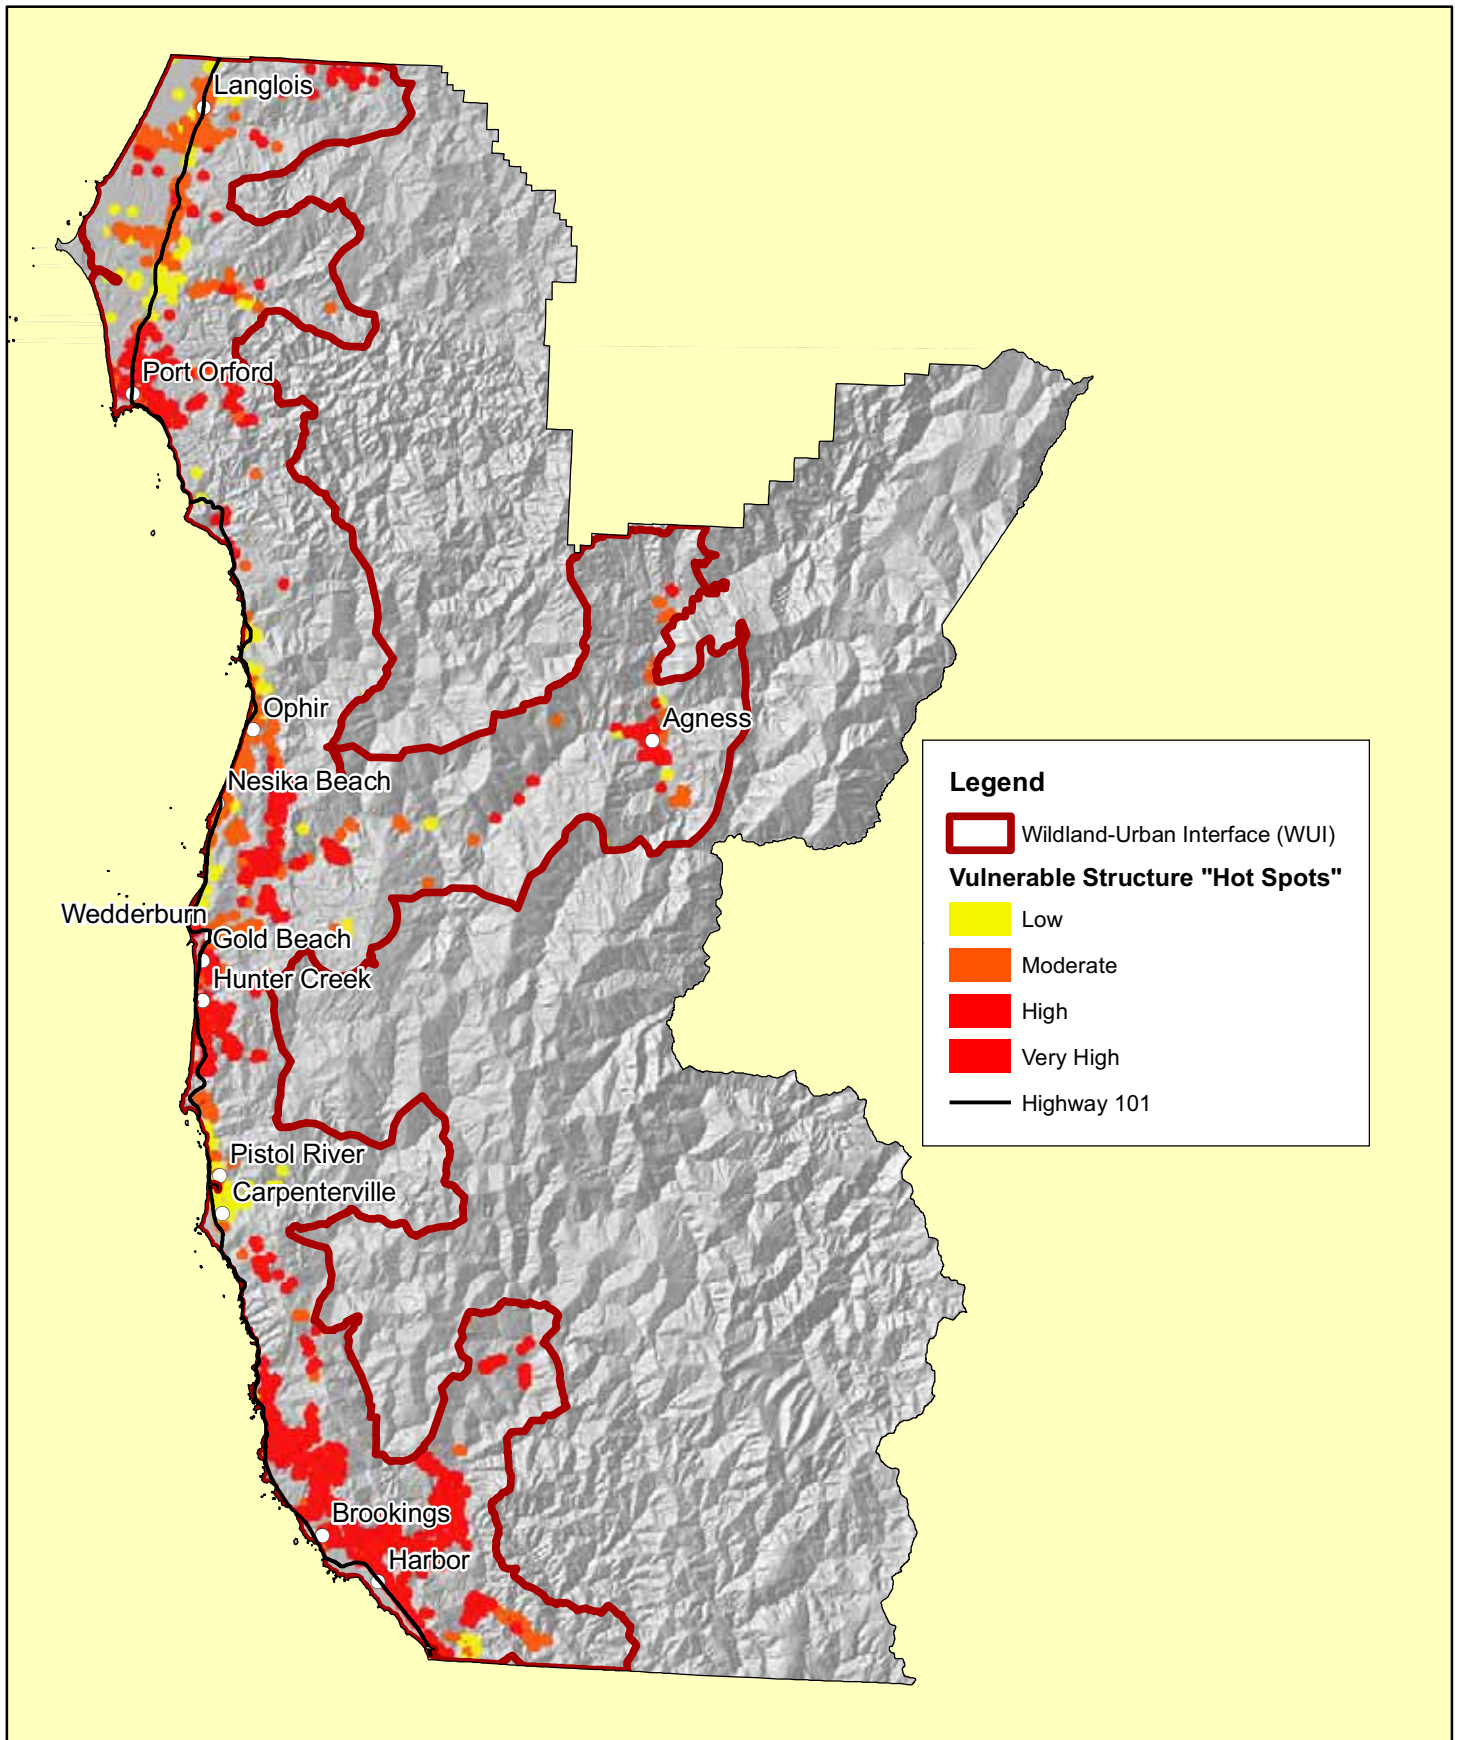 Langlois
Port Orford
Ophir
Agness
Nesika Beach
Legend
Wildland-Urban Interface (WUI)
Vulnerable Structure "Hot Spots"
Low
Moderate
High
Very High
Highway 101
Wedderburn
Gold Beach
Hunter Creek
Pistol River
Carpenterville
Brookings
Harbor